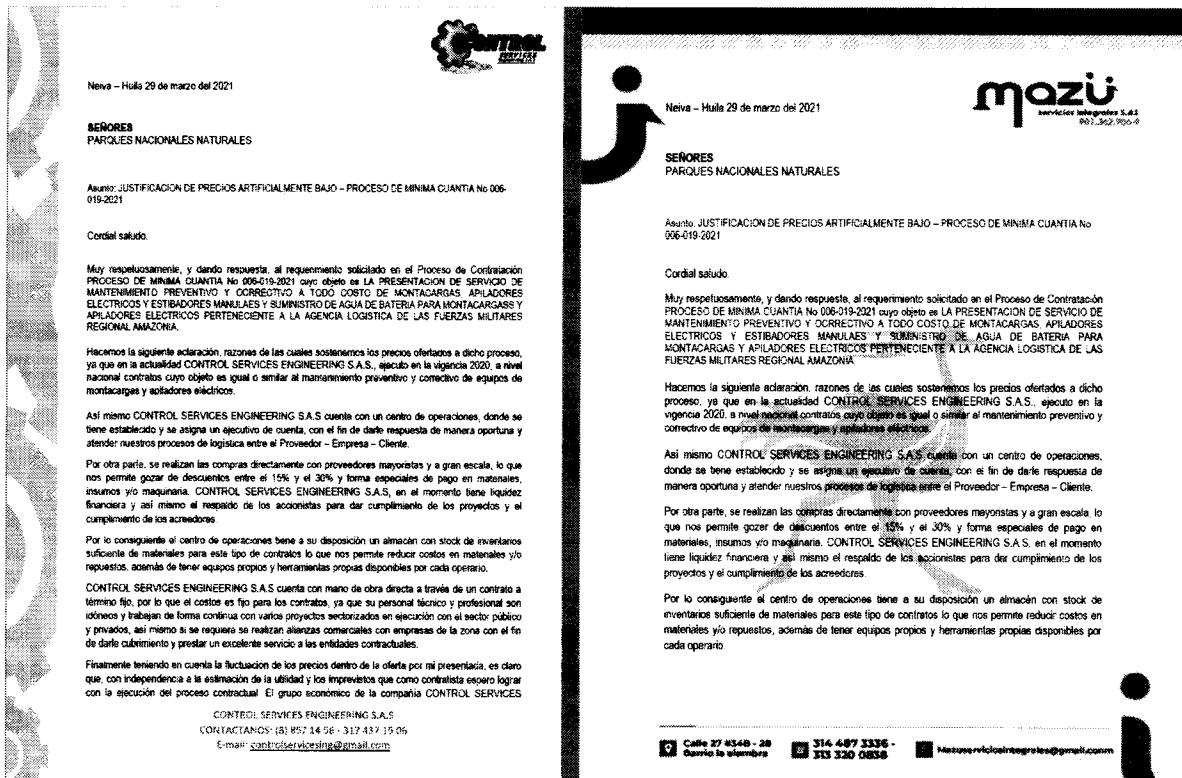 CONTROL
SERVICES
ENGINEERING
Neiva – Huila 29 de marzo del 2021
SEÑORES
PARQUES NACIONALES NATURALES
Asunto: JUSTIFICACION DE PRECIOS ARTIFICIALMENTE BAJO – PROCESO DE MINIMA CUANTIA No 006-
019-2021
Cordial saludo.
Muy respetuosamente, y dando respuesta, al requerimiento solicitado en el Proceso de Contratación
PROCESO DE MINIMA CUANTIA No 006-019-2021 cuyo objeto es LA PRESENTACION DE SERVICIO DE
MANTENIMIENTO PREVENTIVO Y OCRRECTIVO A TODO COSTO DE MONTACARGAS, APILADORES
ELECTRICOS Y ESTIBADORES MANULAES Y SUMINISTRO DE AGUA DE BATERIA PARA MONTACARGASS Y
APILADORES ELECTRICOS PERTENECIENTE A LA AGENCIA LOGISTICA DE LAS FUERZAS MILITARES
REGIONAL AMAZONIA.
Hacemos la siguiente aclaración, razones de las cuales sostenemos los precios ofertados a dicho proceso,
ya que en la actualidad CONTROL SERVICES ENGINEERING S.A.S., ejecuto en la vigencia 2020, a nivel
nacional contratos cuyo objeto es igual o similar al mantenimiento preventivo y correctivo de equipos de
montacargas y apiladores eléctricos.
Así mismo CONTROL SERVICES ENGINEERING S.A.S cuenta con un centro de operaciones, donde se
tiene establecido y se asigna un ejecutivo de cuenta, con el fin de darle respuesta de manera oportuna y
atender nuestros procesos de logística entre el Proveedor – Empresa – Cliente.
Por otra parte, se realizan las compras directamente con proveedores mayoristas y a gran escala, lo que
nos permite gozar de descuentos entre el 15% y el 30% y forma especiales de pago en materiales,
insumos y/o maquinaria. CONTROL SERVICES ENGINEERING S.A.S, en el momento tiene liquidez
financiera y así mismo el respaldo de los accionistas para dar cumplimiento de los proyectos y el
cumplimiento de los acreedores.
Por lo consiguiente el centro de operaciones tiene a su disposición un almacén con stock de inventarios
suficiente de materiales para este tipo de contratos lo que nos permite reducir costos en materiales y/o
repuestos, además de tener equipos propios y herramientas propias disponibles por cada operario.
CONTROL SERVICES ENGINEERING S.A.S cuenta con mano de obra directa a través de un contrato a
término fijo, por lo que el costos es fijo para los contratos, ya que su personal técnico y profesional son
idóneos y trabajan de forma continua con varios proyectos sectorizados en ejecución con el sector público
y privados, así mismo si se requiere se realizan alianzas comerciales con empresas de la zona con el fin
de darle cubrimiento y prestar un excelente servicio a las entidades contractuales.
Finalmente teniendo en cuenta la fluctuación de los precios dentro de la oferta por mi presentada, es claro
que, con independencia a la estimación de la utilidad y los imprevistos que como contratista espero lograr
con la ejecución del proceso contractual. El grupo económico de la compañía CONTROL SERVICES
CONTROL SERVICES ENGINEERING S.A.S
CONTACTANOS: (8) 857 14 56 - 317 437 15 06
E-mail: controlservicesing@gmail.com
mazü
servicios integrales S.A.S
901.362.906-9
Neiva – Huila 29 de marzo del 2021
SEÑORES
PARQUES NACIONALES NATURALES
Asunto: JUSTIFICACION DE PRECIOS ARTIFICIALMENTE BAJO – PROCESO DE MINIMA CUANTIA No
006-019-2021
Cordial saludo.
Muy respetuosamente, y dando respuesta, al requerimiento solicitado en el Proceso de Contratación
PROCESO DE MINIMA CUANTIA No 006-019-2021 cuyo objeto es LA PRESENTACION DE SERVICIO DE
MANTENIMIENTO PREVENTIVO Y OCRRECTIVO A TODO COSTO DE MONTACARGAS, APILADORES
ELECTRICOS Y ESTIBADORES MANULAES Y SUMINISTRO DE AGUA DE BATERIA PARA
MONTACARGAS Y APILADORES ELECTRICOS PERTENECIENTE A LA AGENCIA LOGISTICA DE LAS
FUERZAS MILITARES REGIONAL AMAZONIA.
Hacemos la siguiente aclaración, razones de las cuales sostenemos los precios ofertados a dicho
proceso, ya que en la actualidad CONTROL SERVICES ENGINEERING S.A.S., ejecuto en la
vigencia 2020, a nivel nacional contratos cuyo objeto es igual o similar al mantenimiento preventivo y
correctivo de equipos de montacargas y apiladores eléctricos.
Así mismo CONTROL SERVICES ENGINEERING S.A.S cuenta con un centro de operaciones,
donde se tiene establecido y se asigna un ejecutivo de cuenta, con el fin de darle respuesta de
manera oportuna y atender nuestros procesos de logística entre el Proveedor – Empresa – Cliente.
Por otra parte, se realizan las compras directamente con proveedores mayoristas y a gran escala, lo
que nos permite gozar de descuentos entre el 15% y el 30% y forma especiales de pago en
materiales, insumos y/o maquinaria. CONTROL SERVICES ENGINEERING S.A.S, en el momento
tiene liquidez financiera y así mismo el respaldo de los accionistas para dar cumplimiento de los
proyectos y el cumplimiento de los acreedores.
Por lo consiguiente el centro de operaciones tiene a su disposición un almacén con stock de
inventarios suficiente de materiales para este tipo de contratos lo que nos permite reducir costos en
materiales y/o repuestos, además de tener equipos propios y herramientas propias disponibles por
cada operario.
Calle 27 #34B - 28
Barrio la siembra
314 487 3336 -
313 320 0838
Mazuserviciosintegrales@gmail.comm